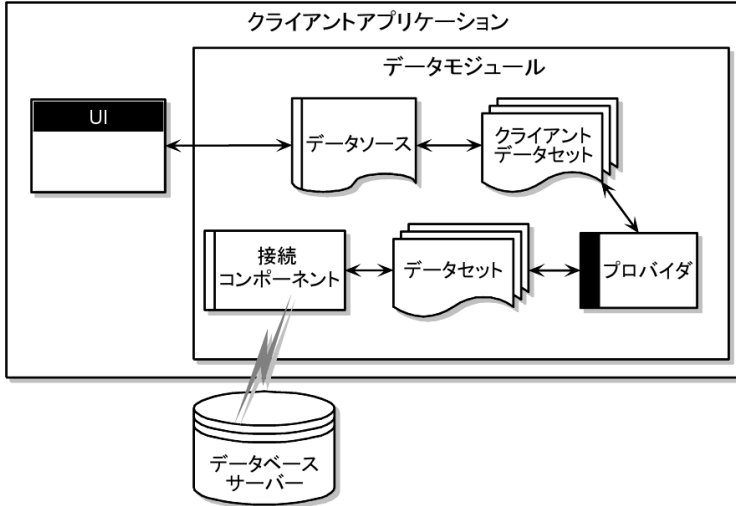 クライアントアプリケーション
データモジュール
UI
データソース
クライアント
データセット
接続
コンポーネント
データセット
プロバイダ
データベース
サーバー